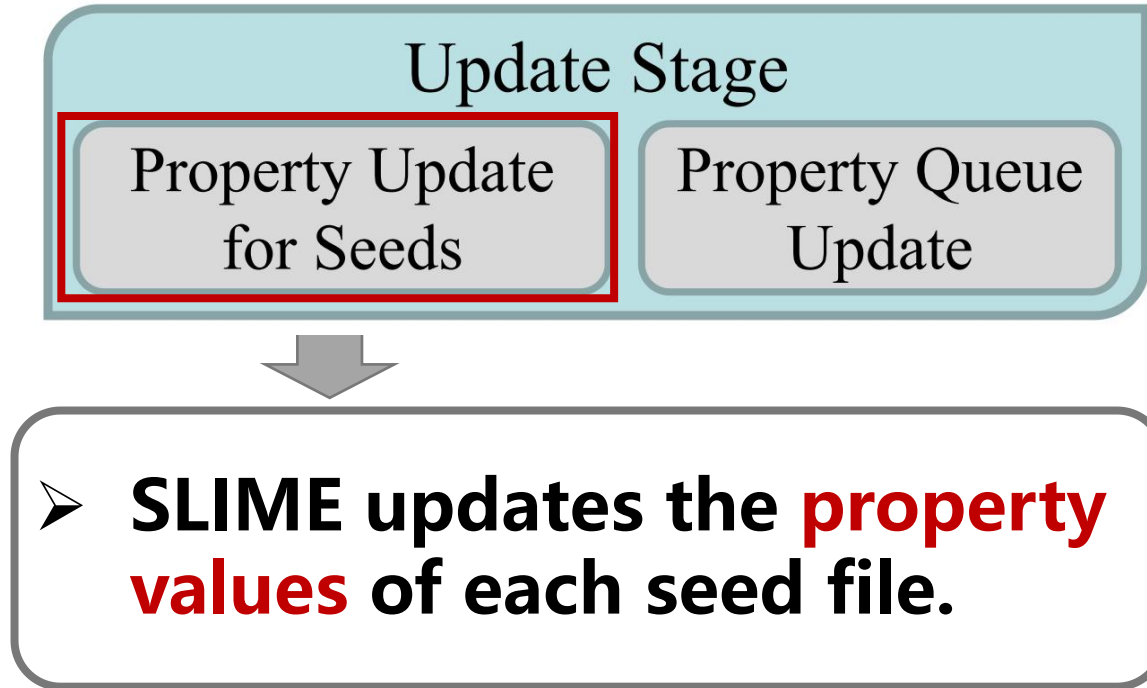 Update Stage
Property Update
for Seeds
Property Queue
Update
➢ SLIME updates the property
values of each seed file.